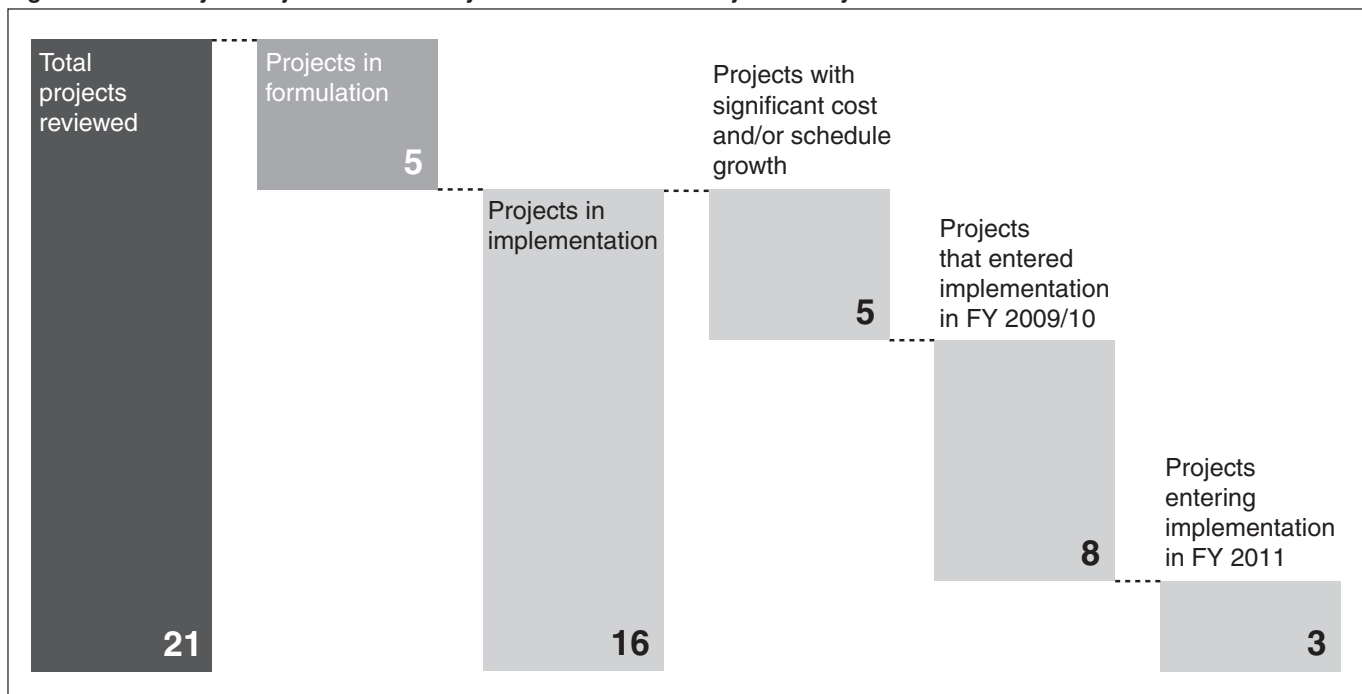 Total
projects
reviewed
21
Projects in
formulation
5
Projects in
implementation
16
Projects with
significant cost
and/or schedule
growth
5
Projects
that entered
implementation
in FY 2009/10
8
Projects
entering
implementation
in FY 2011
3